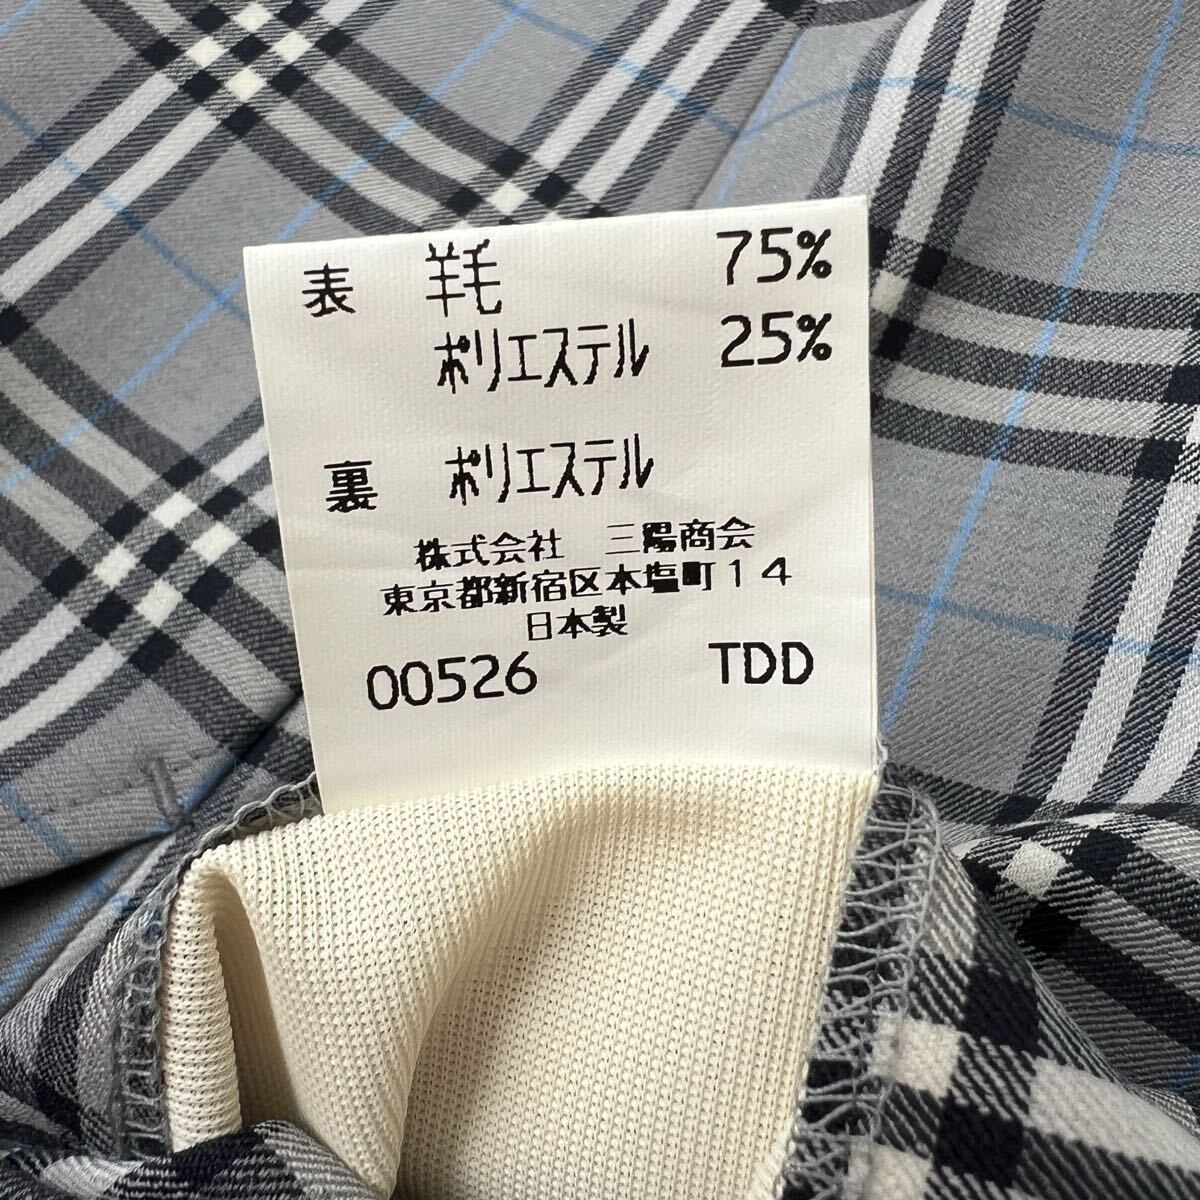 表 羊毛 75%
ポリエステル 25%
裏 ポリエステル
株式会社 三陽商会
東京都新宿区本塩町14
日本製
00526 TDD